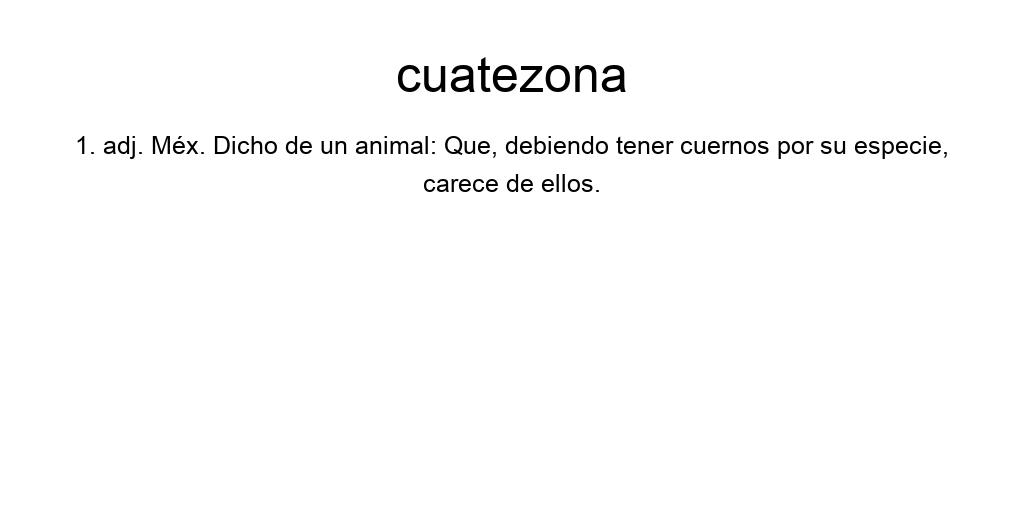 cuatezona
1. adj. Méx. Dicho de un animal: Que, debiendo tener cuernos por su especie,
carece de ellos.